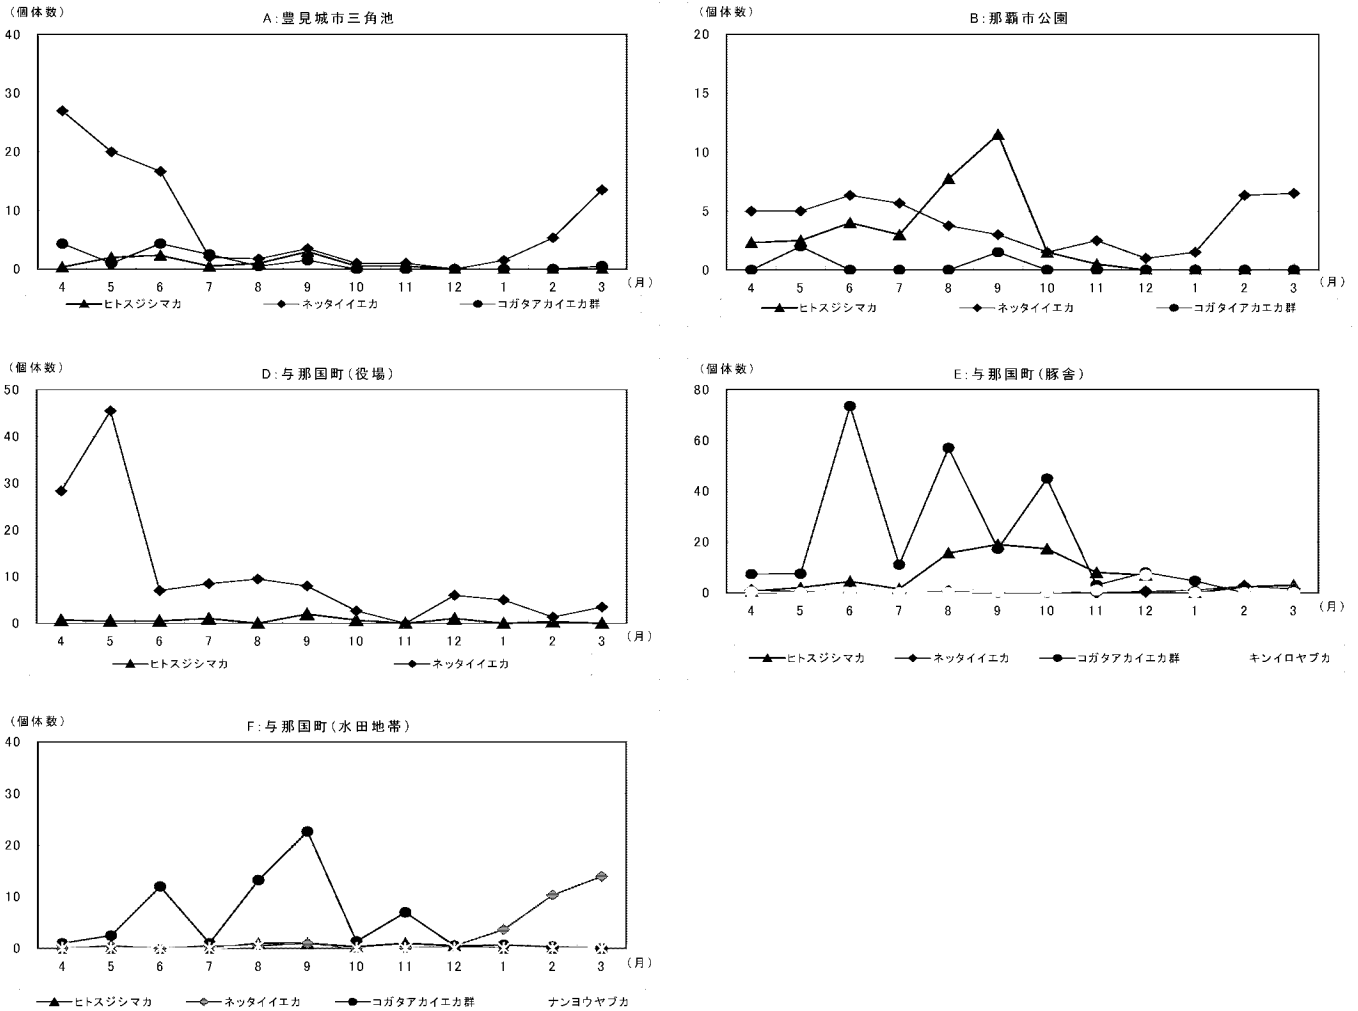 (個体数)
A:豊見城市三角池
40
30
20
10
0
4 5 6 7 8 9 10 11 12 1 2 3 (月)
ヒトスジシマカ ネッタイイエカ コガタアカイエカ群
(個体数)
B:那覇市公園
20
15
10
5
0
4 5 6 7 8 9 10 11 12 1 2 3 (月)
ヒトスジシマカ ネッタイイエカ コガタイアカエカ群
(個体数)
D:与那国町(役場)
50
40
30
20
10
0
4 5 6 7 8 9 10 11 12 1 2 3 (月)
ヒトスジシマカ ネッタイイエカ
(個体数)
E:与那国町(豚舎)
80
60
40
20
0
4 5 6 7 8 9 10 11 12 1 2 3 (月)
ヒトスジシマカ ネッタイイエカ コガタアカイエカ群 キンイロヤブカ
(個体数)
F:与那国町(水田地帯)
40
30
20
10
0
4 5 6 7 8 9 10 11 12 1 2 3 (月)
ヒトスジシマカ ネッタイイエカ コガタアカイエカ群 ナンヨウヤブカ